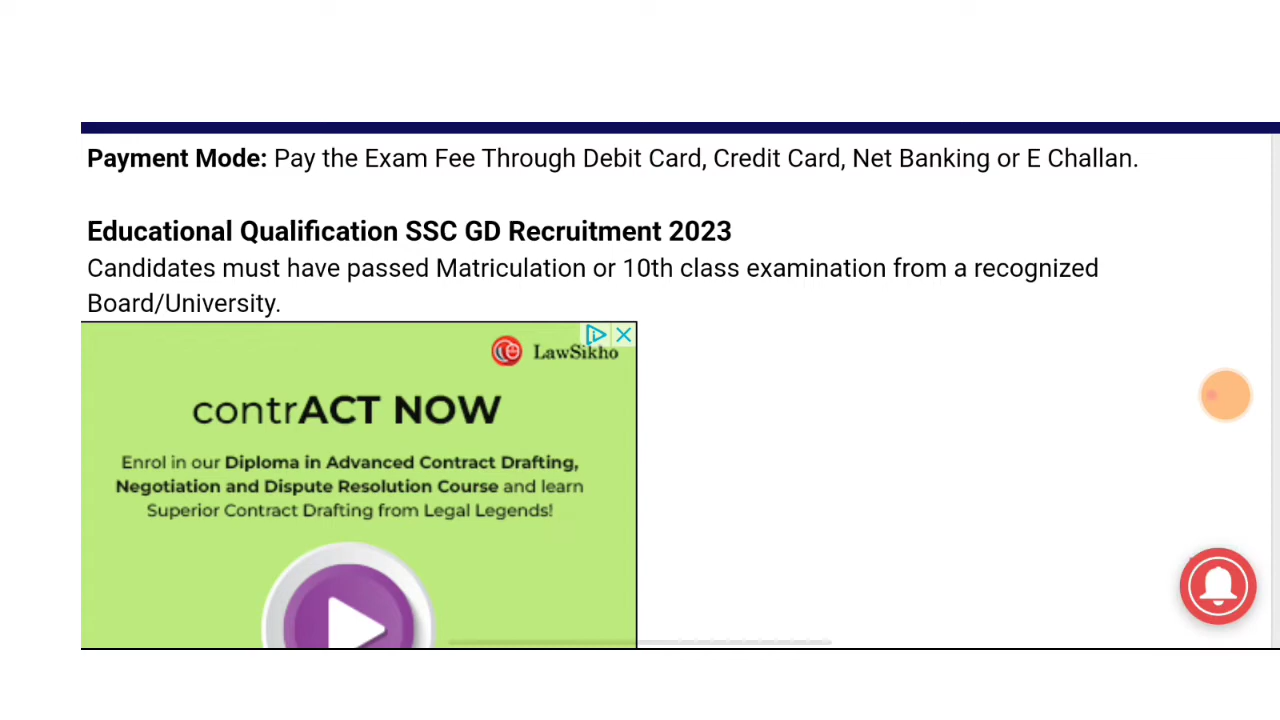 Payment Mode: Pay the Exam Fee Through Debit Card, Credit Card, Net Banking or E Challan.
Educational Qualification SSC GD Recruitment 2023
Candidates must have passed Matriculation or 10th class examination from a recognized
Board/University.
LawSikho
contrACT NOW
Enrol in our Diploma in Advanced Contract Drafting,
Negotiation and Dispute Resolution Course and learn
Superior Contract Drafting from Legal Legends!